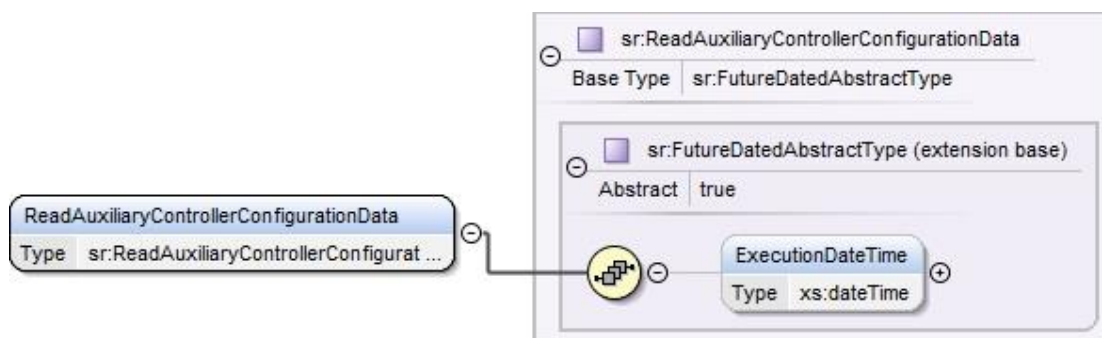 sr:ReadAuxiliaryControllerConfigurationData
Base Type sr:FutureDatedAbstractType
sr:FutureDatedAbstractType (extension base)
Abstract true
ReadAuxiliaryControllerConfigurationData
Type sr:ReadAuxiliaryControllerConfigurat ...
ExecutionDateTime
Type xs:dateTime